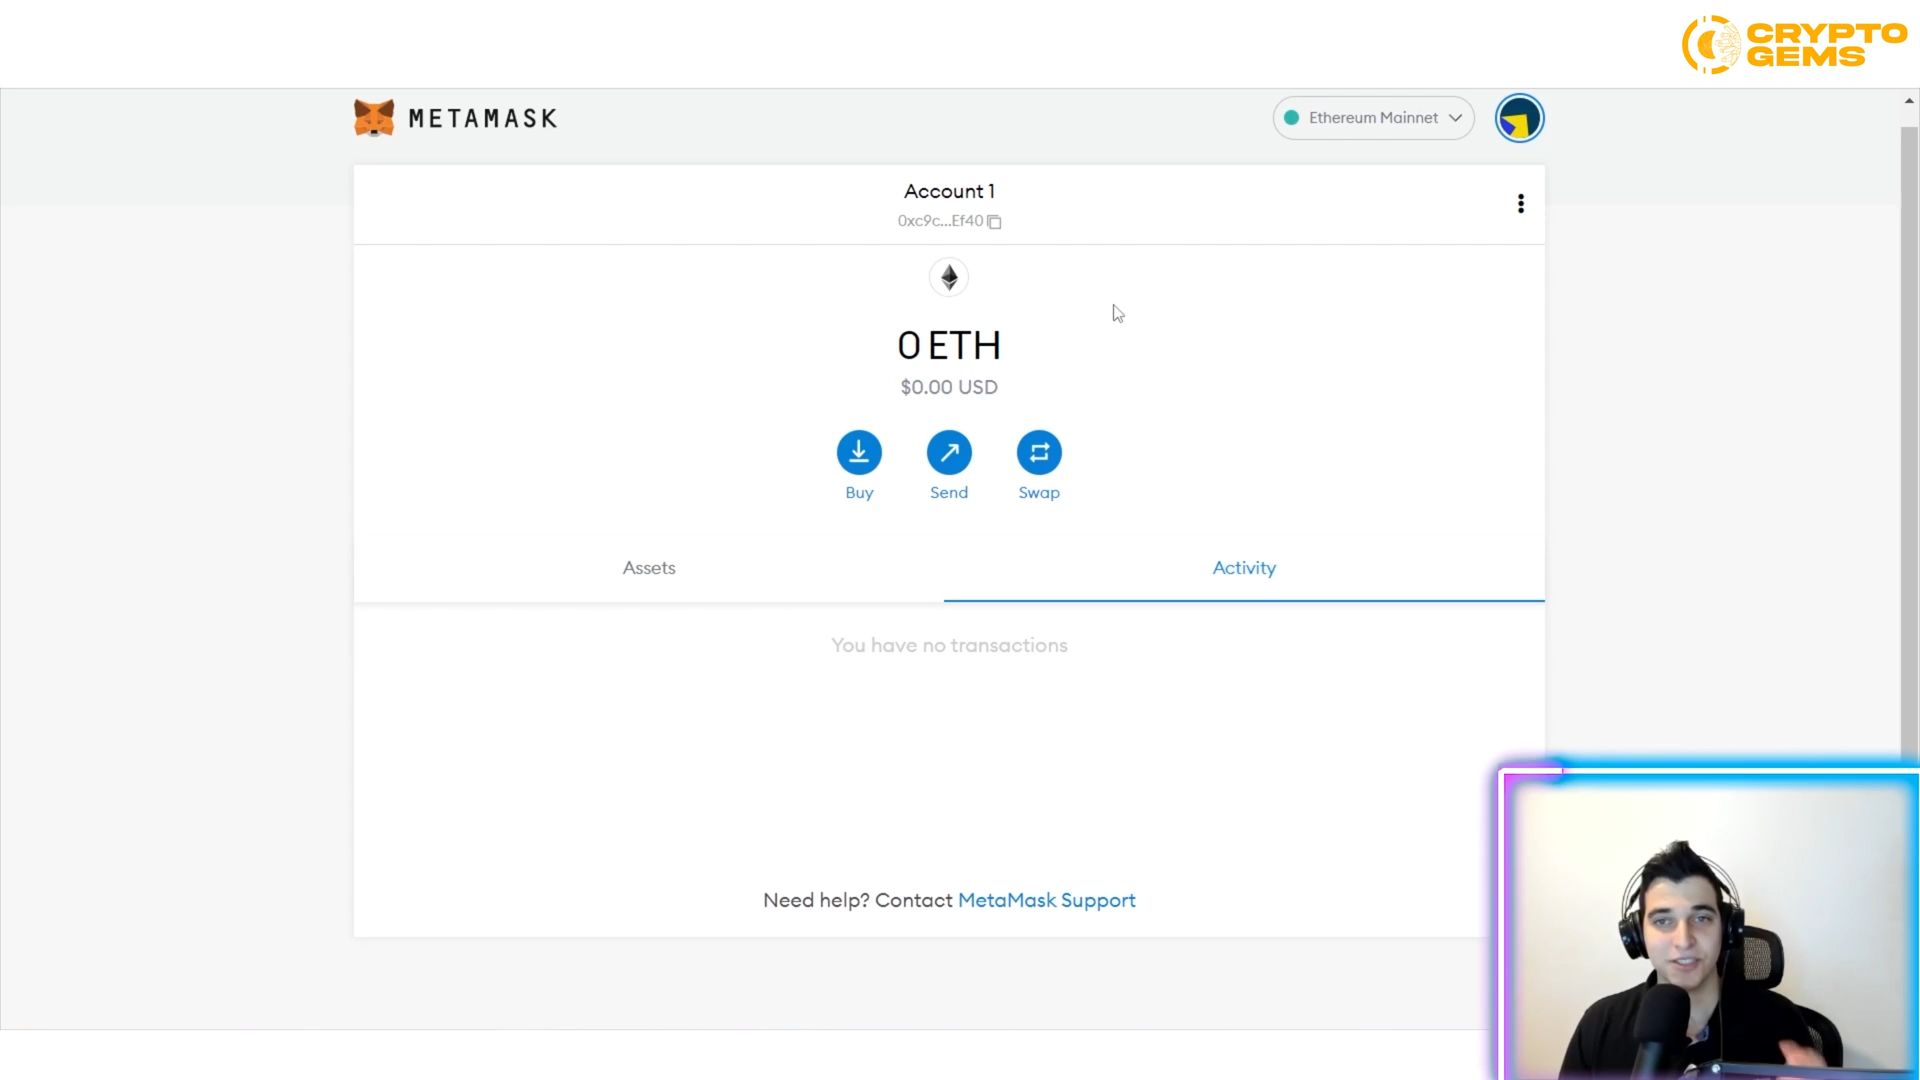 CRYPTO
GEMS
METAMASK
Ethereum Mainnet
Account 1
0xc9c...Ef40
0 ETH
$0.00 USD
Buy
Send
Swap
Assets
Activity
You have no transactions
Need help? Contact MetaMask Support